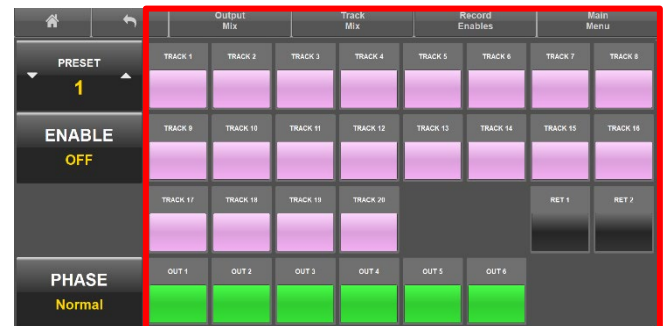 Output Mix
Track Mix
Record Enables
Main Menu
PRESET
1
TRACK 1 TRACK 2 TRACK 3 TRACK 4 TRACK 5 TRACK 6 TRACK 7 TRACK 8
ENABLE
OFF
TRACK 9 TRACK 10 TRACK 11 TRACK 12 TRACK 13 TRACK 14 TRACK 15 TRACK 16
TRACK 17 TRACK 18 TRACK 19 TRACK 20 RET 1 RET 2
PHASE
Normal
OUT 1 OUT 2 OUT 3 OUT 4 OUT 5 OUT 6